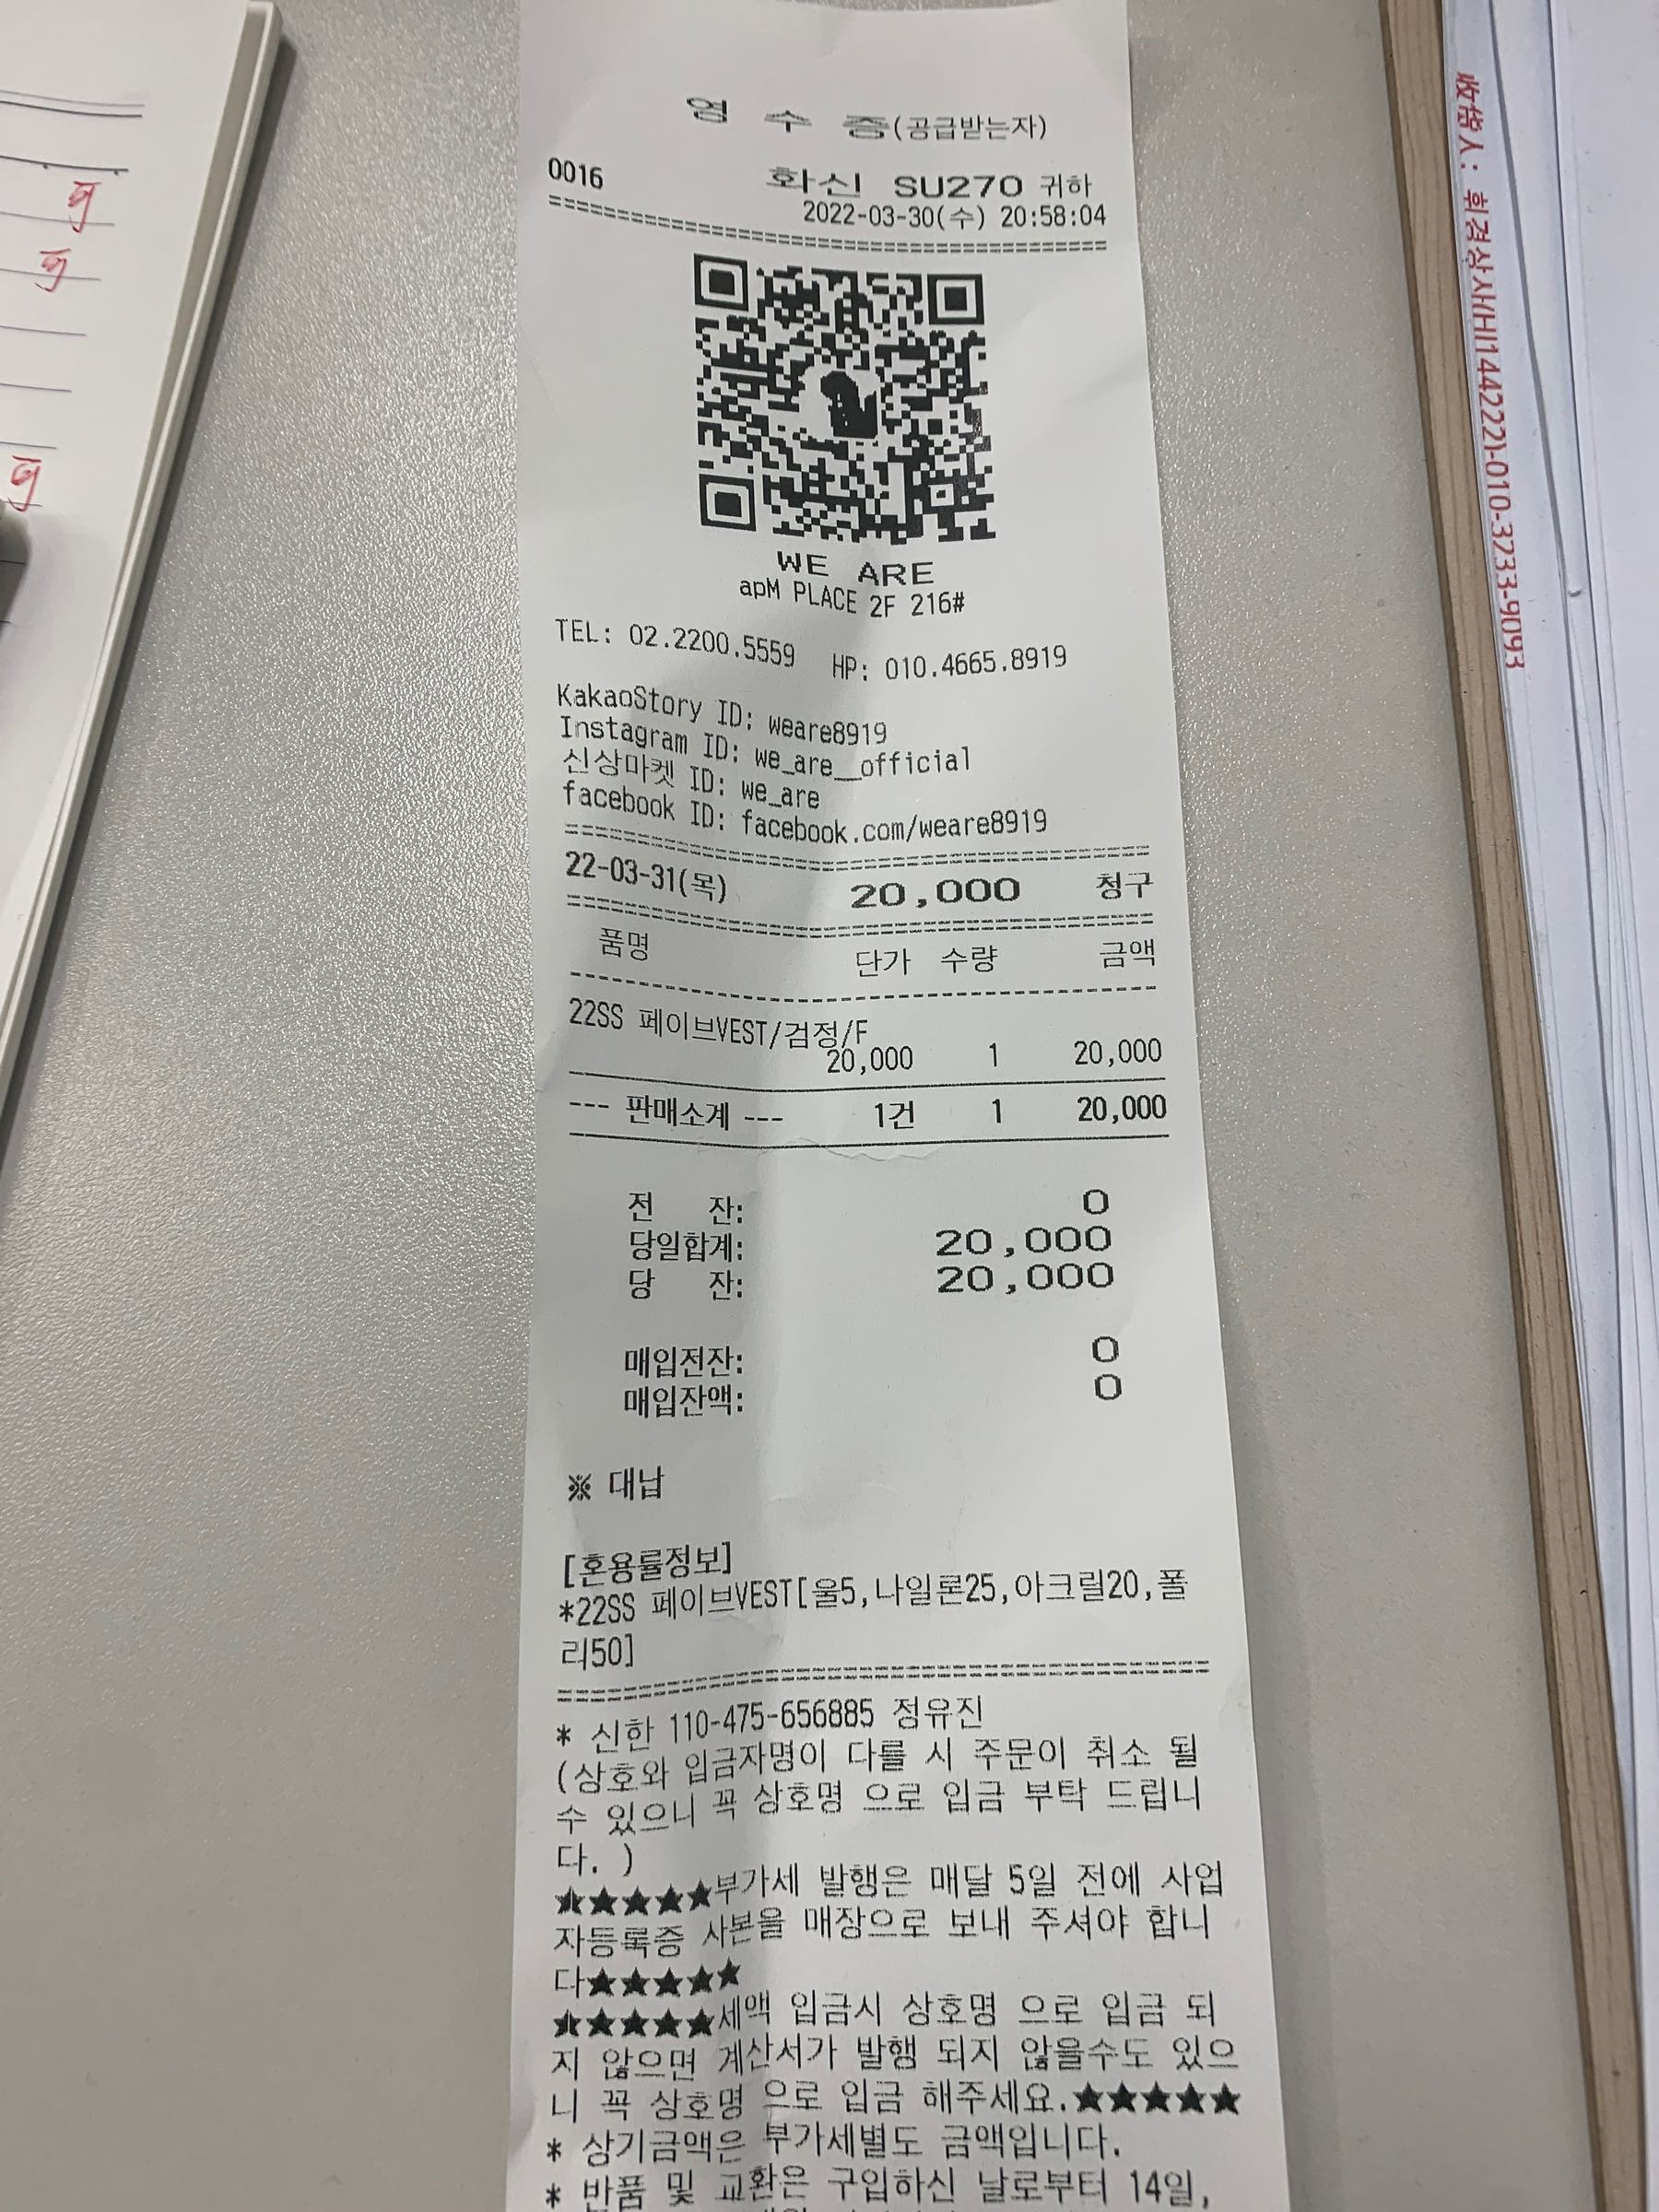 영 수 증(공급받는자)
0016 화신 SU270 귀하
2022-03-30(수) 20:58:04
WE ARE
apM PLACE 2F 216#
TEL: 02.2200.5559 HP: 010.4665.8919
KakaoStory ID: weare8919
Instagram ID: we_are__official
신상마켓 ID: we_are
facebook ID: facebook.com/weare8919
22-03-31(목) 20,000 청구
품명 단가 수량 금액
22SS 페이브VEST/검정/F
20,000 1 20,000
--- 판매소계 --- 1건 1 20,000
전 잔: 0
당일합계: 20,000
당 잔: 20,000
매입전잔: 0
매입잔액: 0
※ 대납
[혼용률정보]
*22SS 페이브VEST[울5,나일론25,아크릴20,폴
리50]
* 신한 110-475-656885 정유진
(상호와 입금자명이 다를 시 주문이 취소 될
수 있으니 꼭 상호명 으로 입금 부탁 드립니
다. )
★★★★★부가세 발행은 매달 5일 전에 사업
자등록증 사본을 매장으로 보내 주셔야 합니
다★★★★★
★★★★★세액 입금시 상호명 으로 입금 되
지 않으면 계산서가 발행 되지 않을수도 있으
니 꼭 상호명 으로 입금 해주세요.★★★★★
* 상기금액은 부가세별도 금액입니다.
* 반품 및 교환은 구입하신 날로부터 14일,
收货人: 휘경상사(HI14422)-010-3233-9093